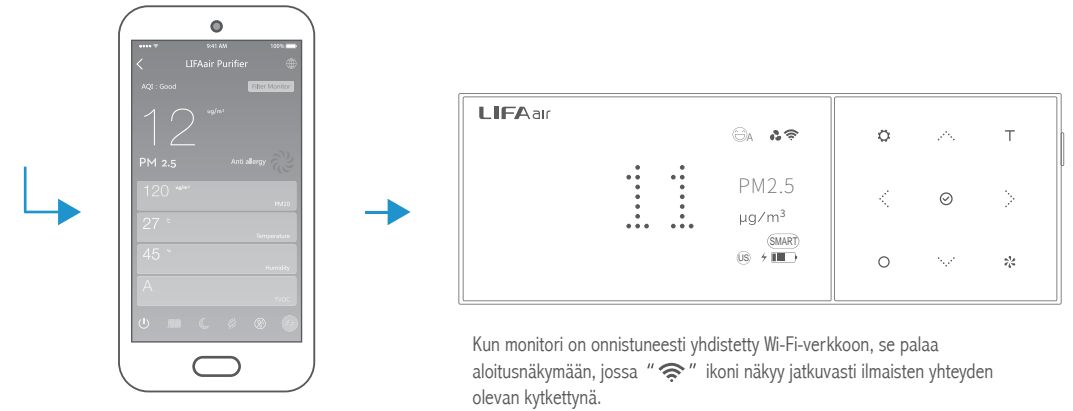 9:41 AM 100%
LIFAair Purifier
AQI : Good Filter Monitor
12 ug/m³
PM 2.5 Anti allergy
120 ug/m³
PM10
27 °C
Temperature
45 %
Humidity
A
TVOC
LIFAair
A
T
11
PM2.5
µg/m³
SMART
US
Kun monitori on onnistuneesti yhdistetty Wi-Fi-verkkoon, se palaa
aloitusnäkymään, jossa “ ” ikoni näkyy jatkuvasti ilmaisten yhteyden
olevan kytkettynä.